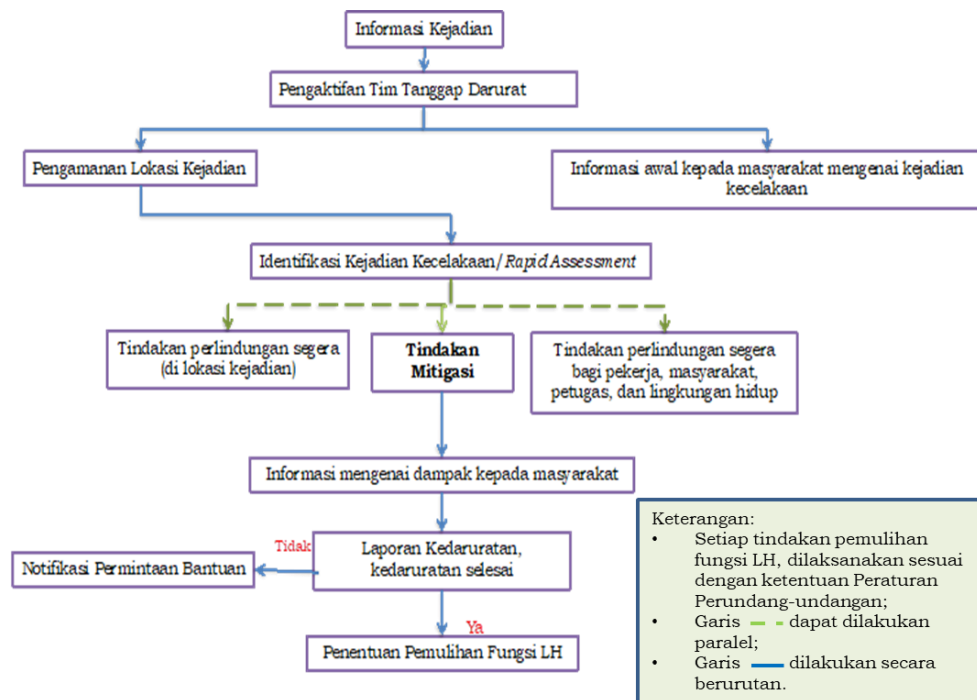 Informasi Kejadian
Pengaktifan Tim Tanggap Darurat
Pengamanan Lokasi Kejadian
Informasi awal kepada masyarakat mengenai kejadian
kecelakaan
Identifikasi Kejadian Kecelakaan/Rapid Assessment
Tindakan perlindungan segera
(di lokasi kejadian)
Tindakan
Mitigasi
Tindakan perlindungan segera
bagi pekerja, masyarakat,
petugas, dan lingkungan hidup
Informasi mengenai dampak kepada masyarakat
Laporan Kedaruratan,
kedaruratan selesai
Tidak
Notifikasi Permintaan Bantuan
Ya
Penentuan Pemulihan Fungsi LH
Keterangan:
• Setiap tindakan pemulihan
fungsi LH, dilaksanakan sesuai
dengan ketentuan Peraturan
Perundang-undangan;
• Garis dapat dilakukan
paralel;
• Garis dilakukan secara
berurutan.